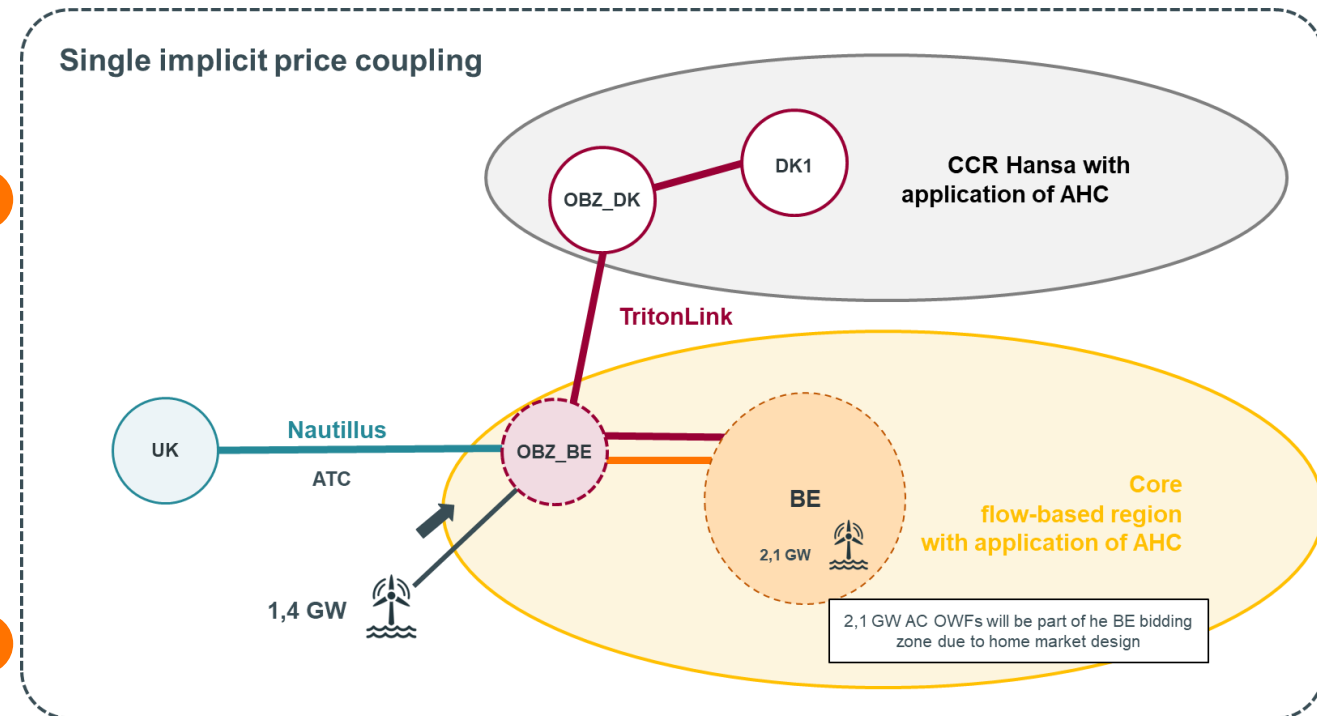 Single implicit price coupling
DK1
OBZ_DK
CCR Hansa with
application of AHC
TritonLink
UK
Nautillus
ATC
OBZ_BE
BE
2,1 GW
Core
flow-based region
with application of AHC
1,4 GW
2,1 GW AC OWFs will be part of he BE bidding
zone due to home market design